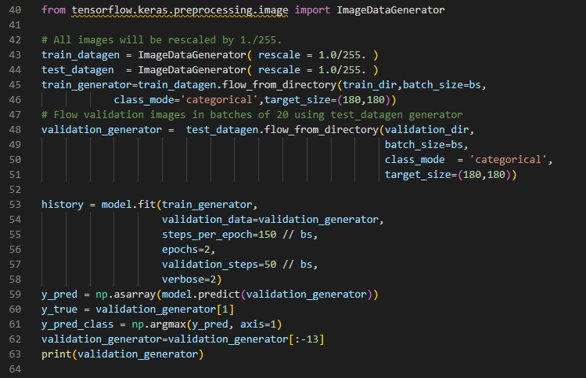 40 from tensorflow.keras.preprocessing.image import ImageDataGenerator
41
42 # All images will be rescaled by 1./255.
43 train_datagen = ImageDataGenerator( rescale = 1.0/255. )
44 test_datagen  = ImageDataGenerator( rescale = 1.0/255. )
45 train_generator=train_datagen.flow_from_directory(train_dir,batch_size=bs,
46             class_mode='categorical',target_size=(180,180))
47 # Flow validation images in batches of 20 using test_datagen generator
48 validation_generator =  test_datagen.flow_from_directory(validation_dir,
49                                                          batch_size=bs,
50                                                          class_mode  = 'categorical',
51                                                          target_size=(180,180))
52
53 history = model.fit(train_generator,
54                     validation_data=validation_generator,
55                     steps_per_epoch=150 // bs,
56                     epochs=2,
57                     validation_steps=50 // bs,
58                     verbose=2)
59 y_pred = np.asarray(model.predict(validation_generator))
60 y_true = validation_generator[1]
61 y_pred_class = np.argmax(y_pred, axis=1)
62 validation_generator=validation_generator[:-13]
63 print(validation_generator)
64